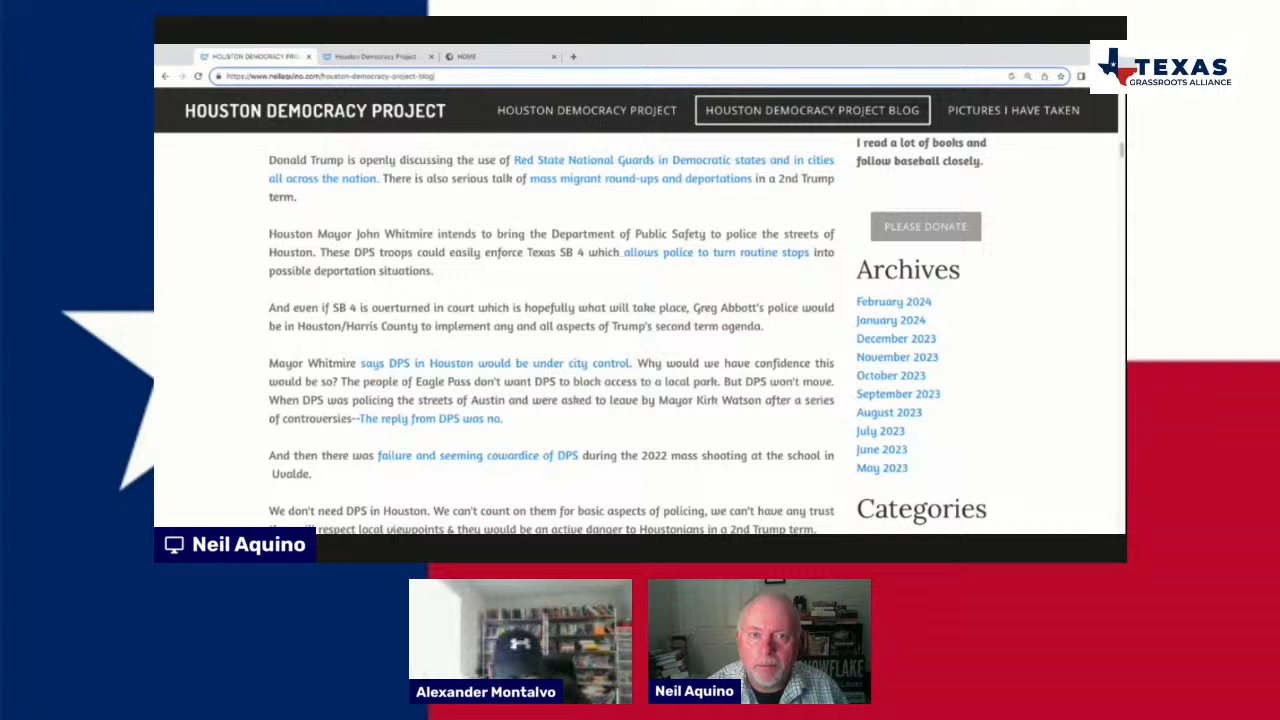 HOUSTON DEMOCRACY PRO
Houston Democracy Project
HOME
https://www.neilaquino.com/houston-democracy-project-blog
TEXAS
GRASSROOTS ALLIANCE
HOUSTON DEMOCRACY PROJECT
HOUSTON DEMOCRACY PROJECT
HOUSTON DEMOCRACY PROJECT BLOG
PICTURES I HAVE TAKEN
Donald Trump is openly discussing the use of Red State National Guards in Democratic states and in cities
all across the nation. There is also serious talk of mass migrant round-ups and deportations in a 2nd Trump
term.
Houston Mayor John Whitmire intends to bring the Department of Public Safety to police the streets of
Houston. These DPS troops could easily enforce Texas SB 4 which allows police to turn routine stops into
possible deportation situations.
And even if SB 4 is overturned in court which is hopefully what will take place, Greg Abbott's police would
be in Houston/Harris County to implement any and all aspects of Trump's second term agenda.
Mayor Whitmire says DPS in Houston would be under city control. Why would we have confidence this
would be so? The people of Eagle Pass don't want DPS to block access to a local park. But DPS won't move.
When DPS was policing the streets of Austin and were asked to leave by Mayor Kirk Watson after a series
of controversies--The reply from DPS was no.
And then there was failure and seeming cowardice of DPS during the 2022 mass shooting at the school in
Uvalde.
We don't need DPS in Houston. We can't count on them for basic aspects of policing, we can't have any trust
respect local viewpoints & they would be an active danger to Houstonians in a 2nd Trump term.
I read a lot of books and
follow baseball closely.
PLEASE DONATE
Archives
February 2024
January 2024
December 2023
November 2023
October 2023
September 2023
August 2023
July 2023
June 2023
May 2023
Categories
Neil Aquino
Alexander Montalvo
Neil Aquino